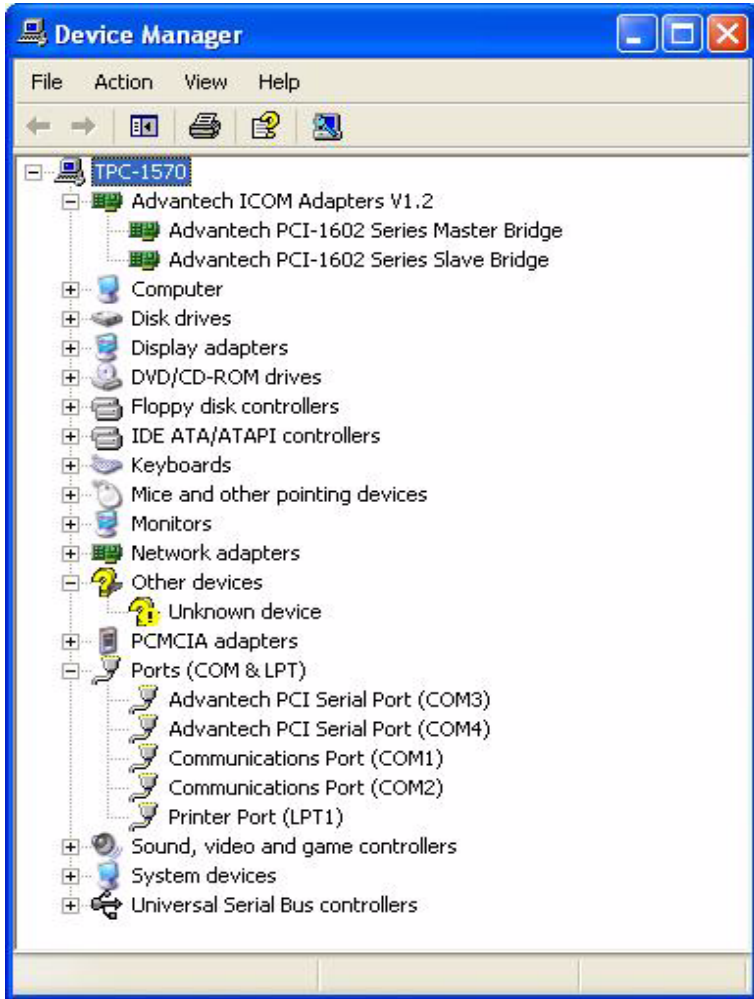 Device Manager
File Action View Help
TPC-1570
Advantech ICOM Adapters V1.2
Advantech PCI-1602 Series Master Bridge
Advantech PCI-1602 Series Slave Bridge
Computer
Disk drives
Display adapters
DVD/CD-ROM drives
Floppy disk controllers
IDE ATA/ATAPI controllers
Keyboards
Mice and other pointing devices
Monitors
Network adapters
Other devices
Unknown device
PCMCIA adapters
Ports (COM & LPT)
Advantech PCI Serial Port (COM3)
Advantech PCI Serial Port (COM4)
Communications Port (COM1)
Communications Port (COM2)
Printer Port (LPT1)
Sound, video and game controllers
System devices
Universal Serial Bus controllers